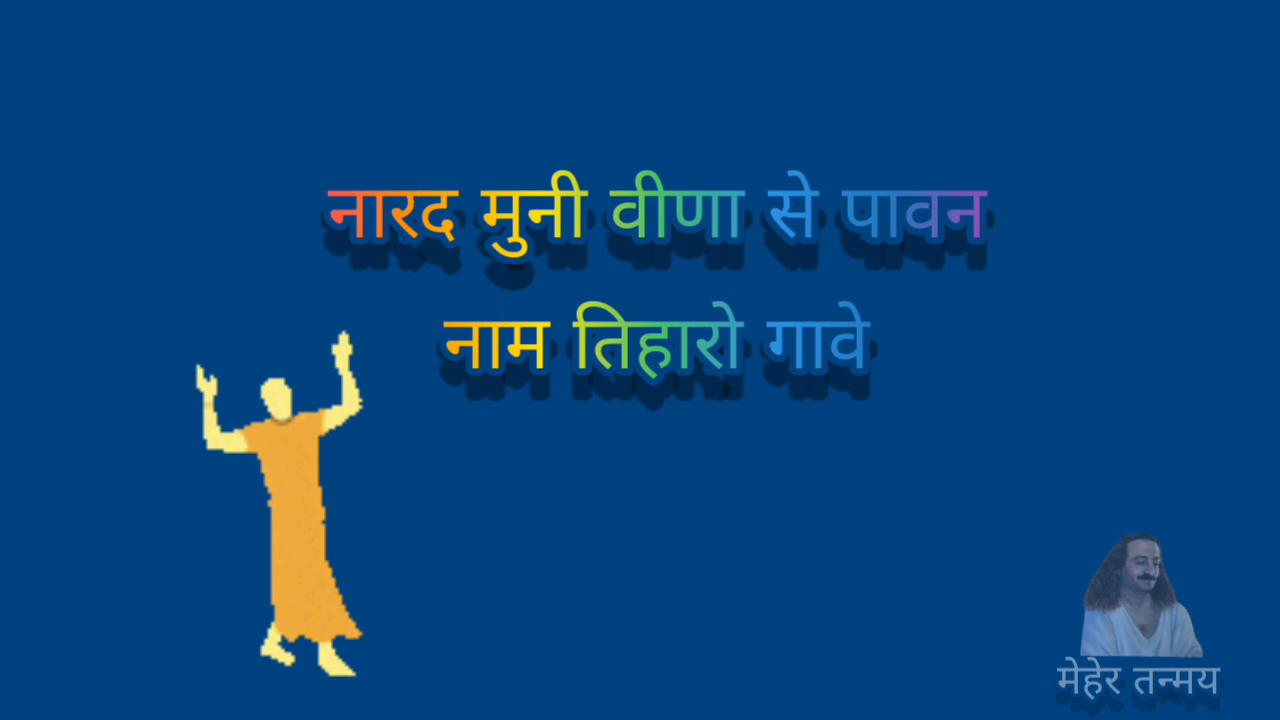 नारद मुनी वीणा से पावन
नाम तिहारो गावे
मेहेर तन्मय